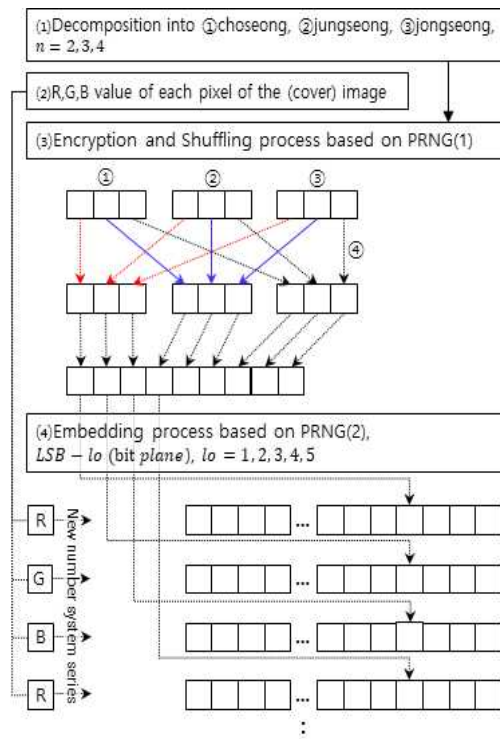 (1)Decomposition into ①choseong, ②jungseong, ③jongseong,
n = 2,3,4
(2)R,G,B value of each pixel of the (cover) image
(3)Encryption and Shuffling process based on PRNG(1)
① ② ③
④
(4)Embedding process based on PRNG(2),
LSB − lo (bit plane), lo = 1,2,3,4,5
New number system series
R ...
G ...
B ...
R ...
: